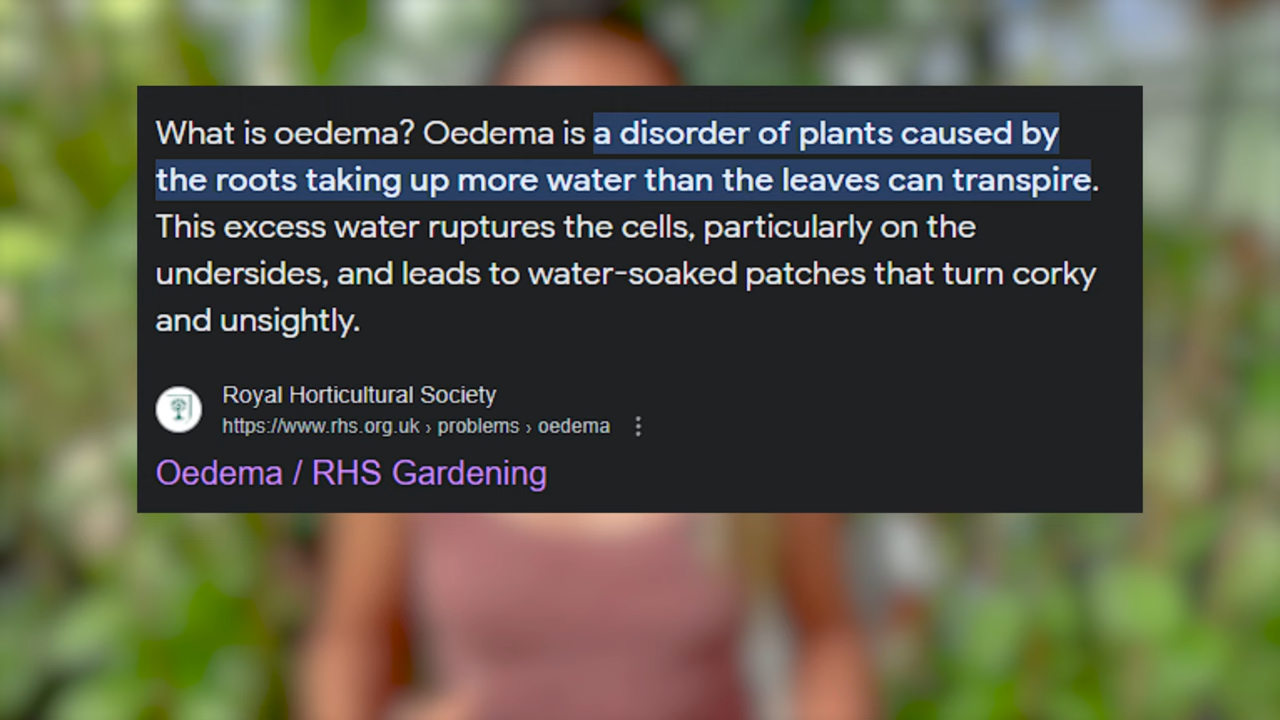 What is oedema? Oedema is a disorder of plants caused by
the roots taking up more water than the leaves can transpire.
This excess water ruptures the cells, particularly on the
undersides, and leads to water-soaked patches that turn corky
and unsightly.
Royal Horticultural Society
https://www.rhs.org.uk › problems › oedema
Oedema / RHS Gardening